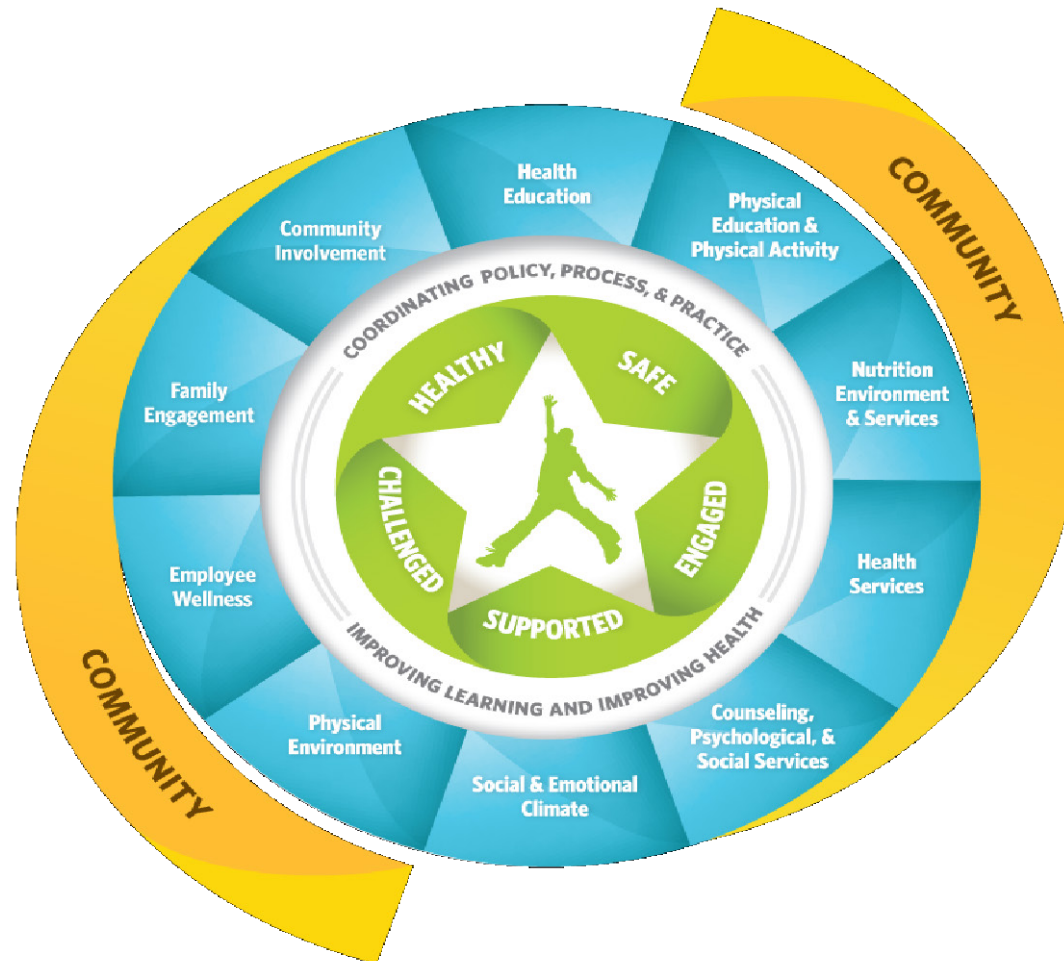 COMMUNITY
Health
Education
Physical
Education &
Physical Activity
Nutrition
Environment
& Services
Health
Services
Counseling,
Psychological, &
Social Services
Social & Emotional
Climate
Physical
Environment
Employee
Wellness
Family
Engagement
Community
Involvement
COORDINATING POLICY, PROCESS, & PRACTICE
IMPROVING LEARNING AND IMPROVING HEALTH
HEALTHY
SAFE
ENGAGED
SUPPORTED
CHALLENGED
COMMUNITY